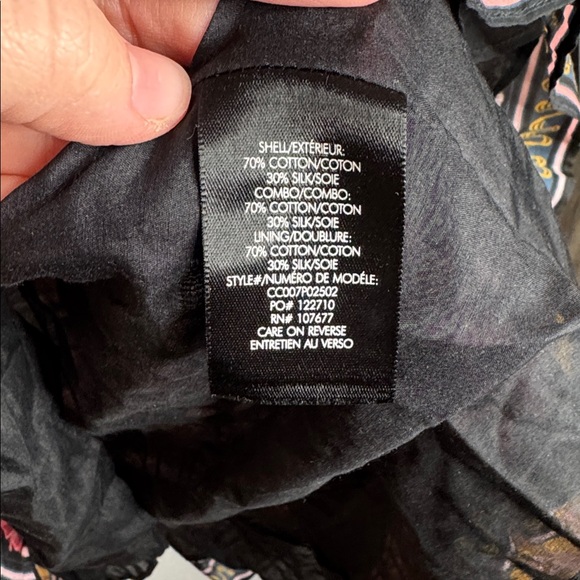 SHELL/EXTÉRIEUR:
70% COTTON/COTON
30% SILK/SOIE
COMBO/COMBO:
70% COTTON/COTON
30% SILK/SOIE
LINING/DOUBLURE:
70% COTTON/COTON
30% SILK/SOIE
STYLE#/NUMÉRO DE MODÈLE:
CC007P02502
PO# 122710
RN# 107677
CARE ON REVERSE
ENTRETIEN AU VERSO